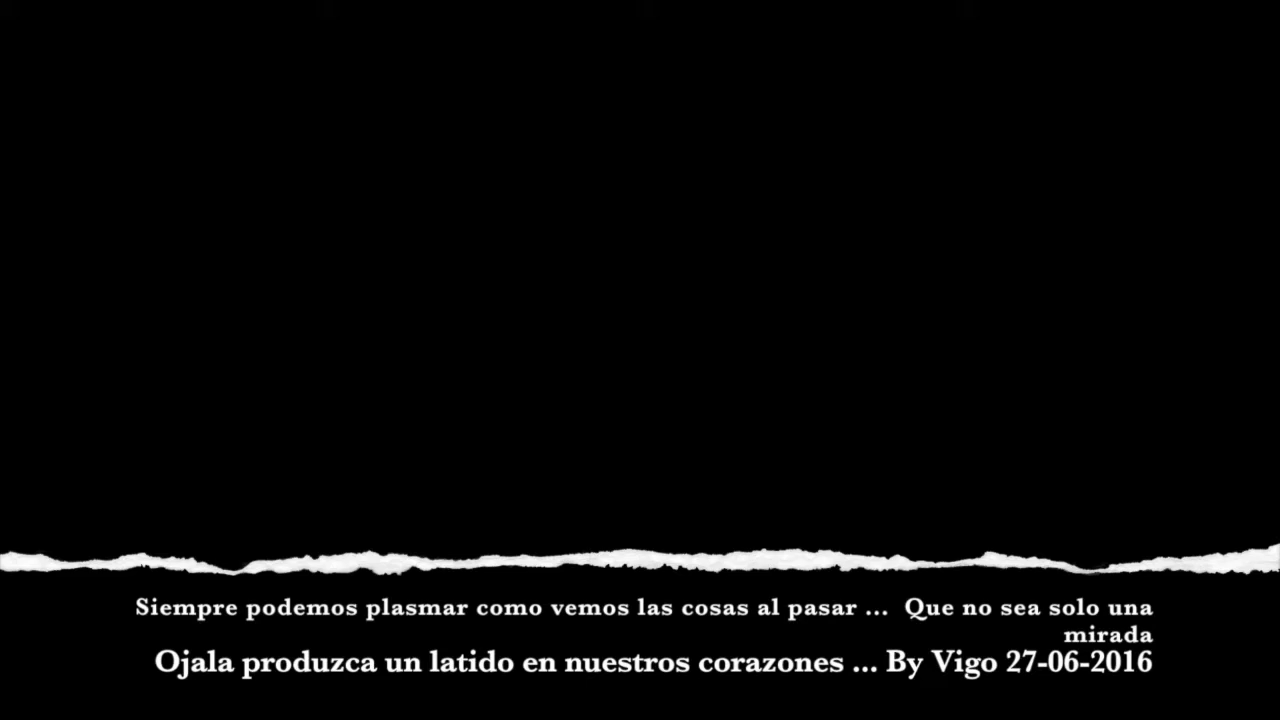 Siempre podemos plasmar como vemos las cosas al pasar ... Que no sea solo una
mirada
Ojala produzca un latido en nuestros corazones ... By Vigo 27-06-2016